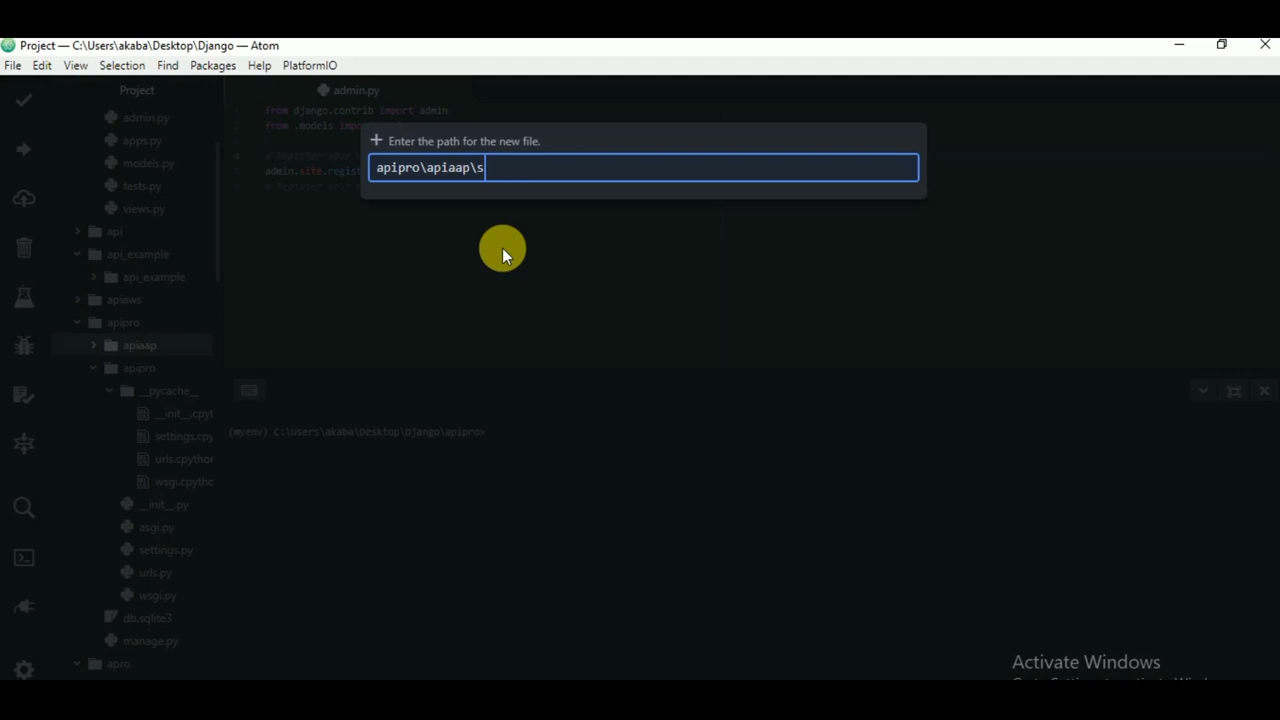 Project — C:\Users\akaba\Desktop\Django — Atom
File Edit View Selection Find Packages Help PlatformIO
Project
admin.py
admin.py
apps.py
models.py
tests.py
views.py
api
api_example
api_example
apiaws
apipro
apiaap
apipro
__pycache__
__init__.cpyt
settings.cpy
urls.cpythor
wsgi.cpythc
__init__.py
asgi.py
settings.py
urls.py
wsgi.py
db.sqlite3
manage.py
apro
from django.contrib import admin
from .models
Enter the path for the new file.
apipro\apiaap\s
admin.site.regist
(myenv) C:\Users\akaba\Desktop\Django\apipro>
Activate Windows